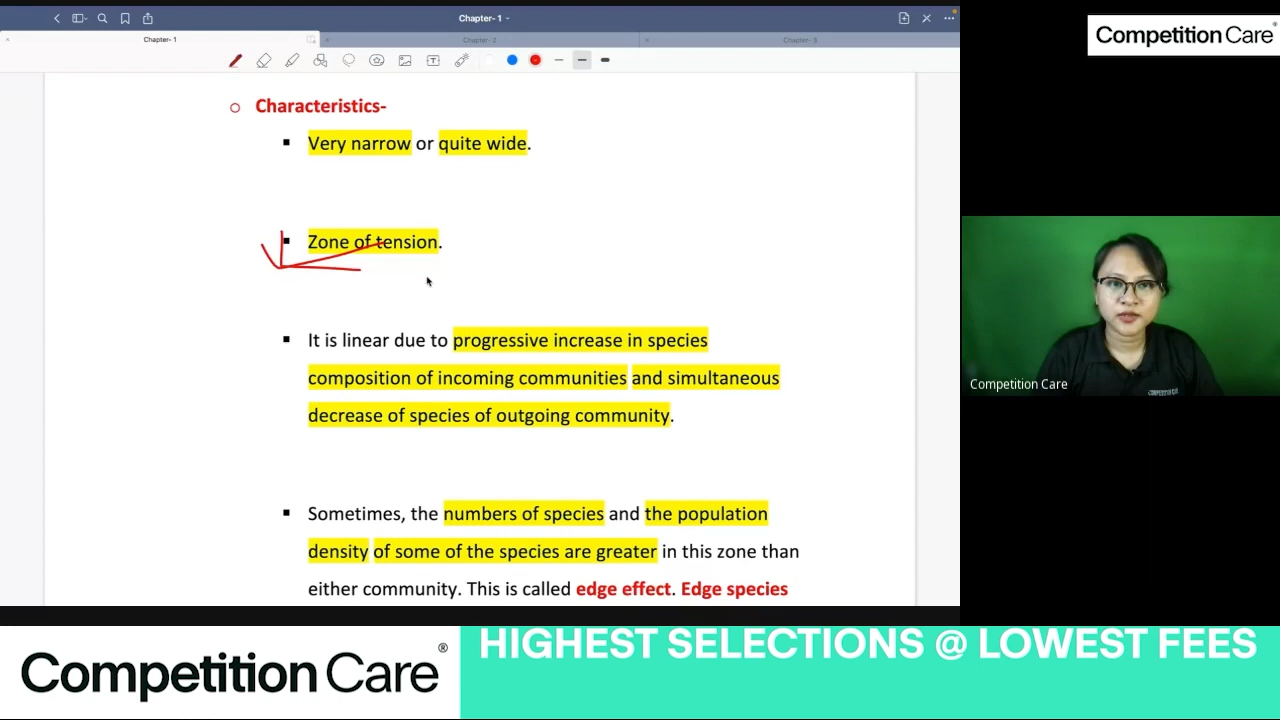 Chapter- 1
Chapter- 1
Chapter- 2
Chapter- 3
Characteristics-
Very narrow or quite wide.
Zone of tension.
It is linear due to progressive increase in species
composition of incoming communities and simultaneous
decrease of species of outgoing community.
Sometimes, the numbers of species and the population
density of some of the species are greater in this zone than
either community. This is called edge effect. Edge species
Competition Care
Competition Care
Competition Care®
HIGHEST SELECTIONS @ LOWEST FEES